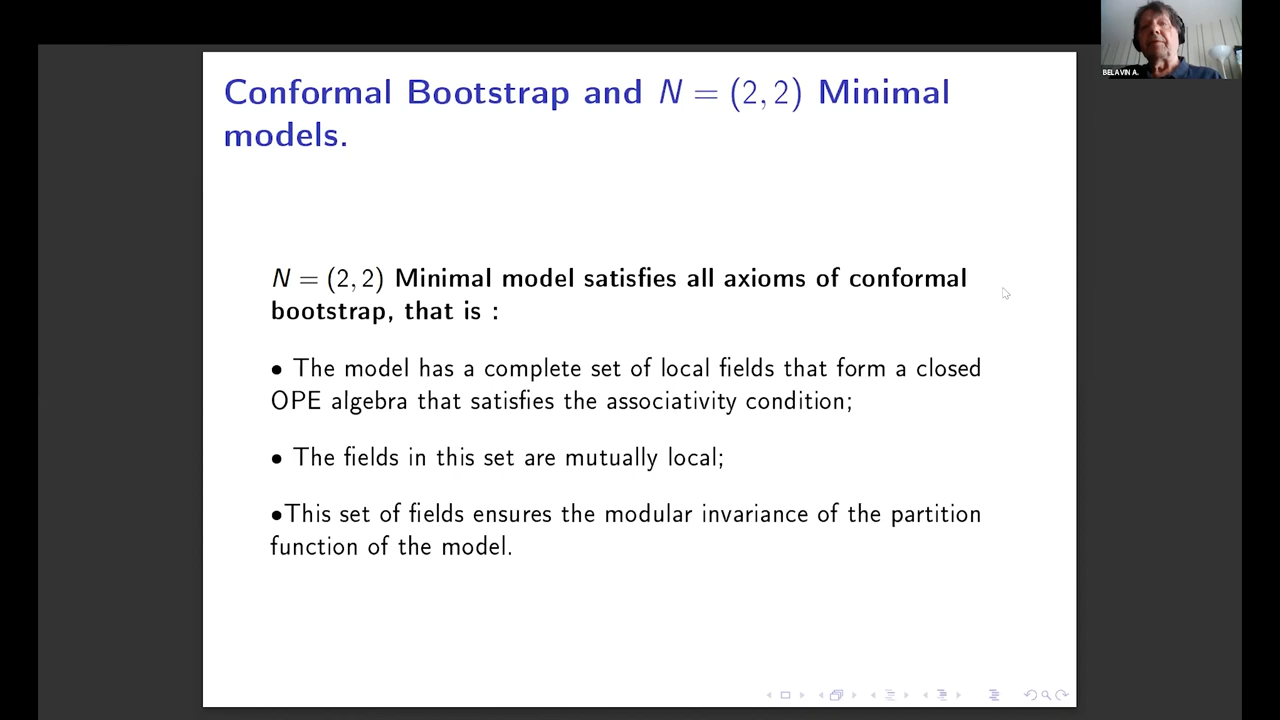 BELAVIN A.
Conformal Bootstrap and N = (2, 2) Minimal
models.
N = (2, 2) Minimal model satisfies all axioms of conformal
bootstrap, that is :
• The model has a complete set of local fields that form a closed
OPE algebra that satisfies the associativity condition;
• The fields in this set are mutually local;
•This set of fields ensures the modular invariance of the partition
function of the model.